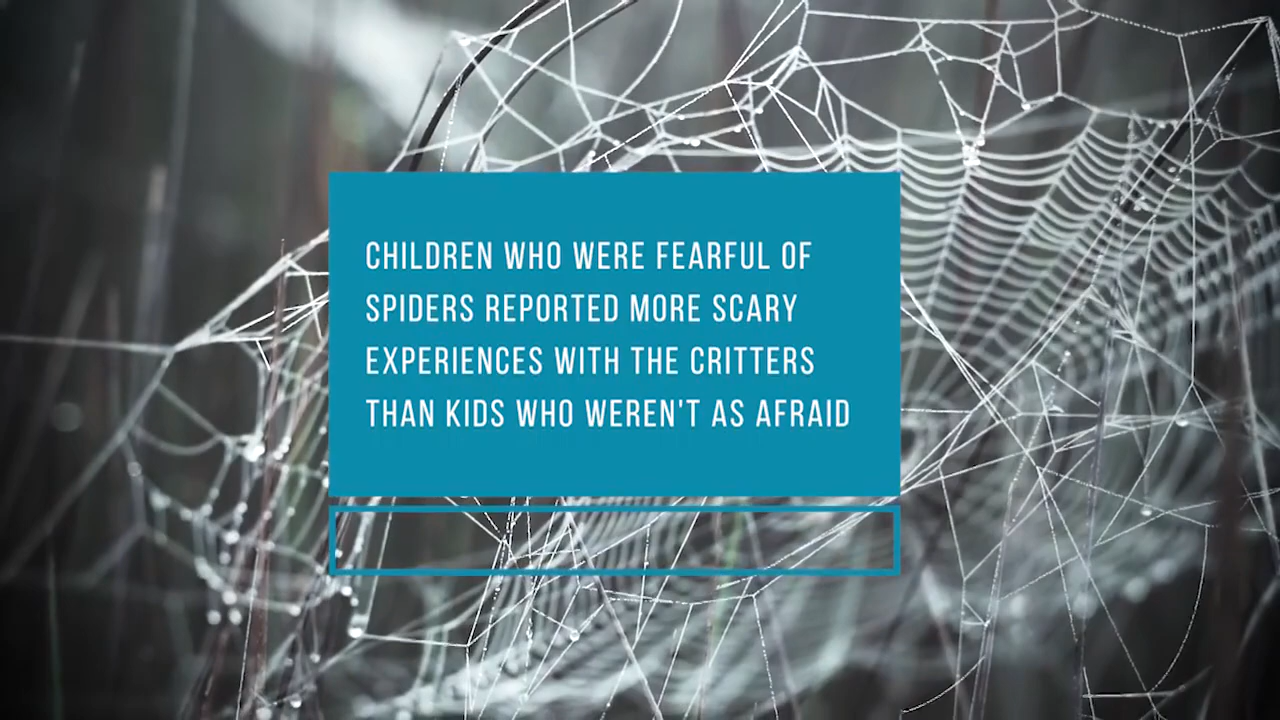 CHILDREN WHO WERE FEARFUL OF
SPIDERS REPORTED MORE SCARY
EXPERIENCES WITH THE CRITTERS
THAN KIDS WHO WEREN'T AS AFRAID